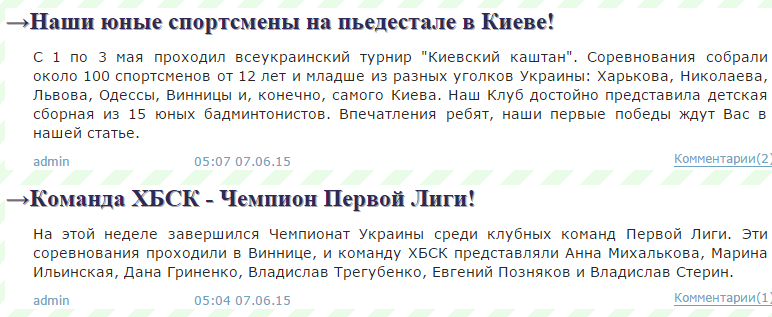 →Наши юные спортсмены на пьедестале в Киеве!
С 1 по 3 мая проходил всеукраинский турнир "Киевский каштан". Соревнования собрали
около 100 спортсменов от 12 лет и младше из разных уголков Украины: Харькова, Николаева,
Львова, Одессы, Винницы и, конечно, самого Киева. Наш Клуб достойно представила детская
сборная из 15 юных бадминтонистов. Впечатления ребят, наши первые победы ждут Вас в
нашей статье.
admin 05:07 07.06.15 Комментарии(2)
→Команда ХБСК - Чемпион Первой Лиги!
На этой неделе завершился Чемпионат Украины среди клубных команд Первой Лиги. Эти
соревнования проходили в Виннице, и команду ХБСК представляли Анна Михалькова, Марина
Ильинская, Дана Гриненко, Владислав Трегубенко, Евгений Позняков и Владислав Стерин.
admin 05:04 07.06.15 Комментарии(1)